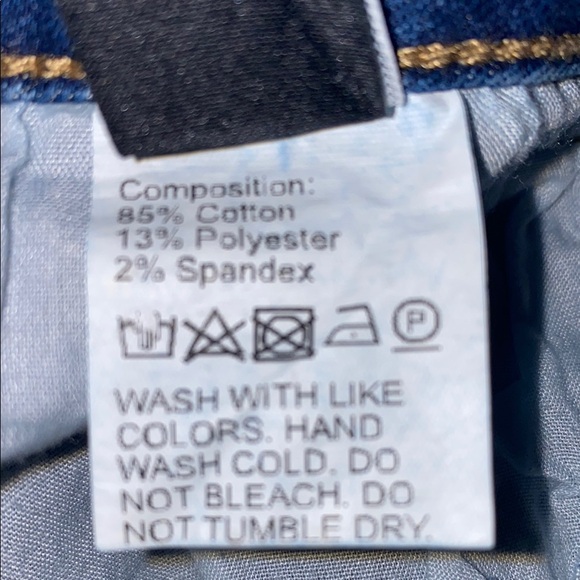 Composition:
85% Cotton
13% Polyester
2% Spandex
P
WASH WITH LIKE
COLORS. HAND
WASH COLD. DO
NOT BLEACH. DO
NOT TUMBLE DRY.